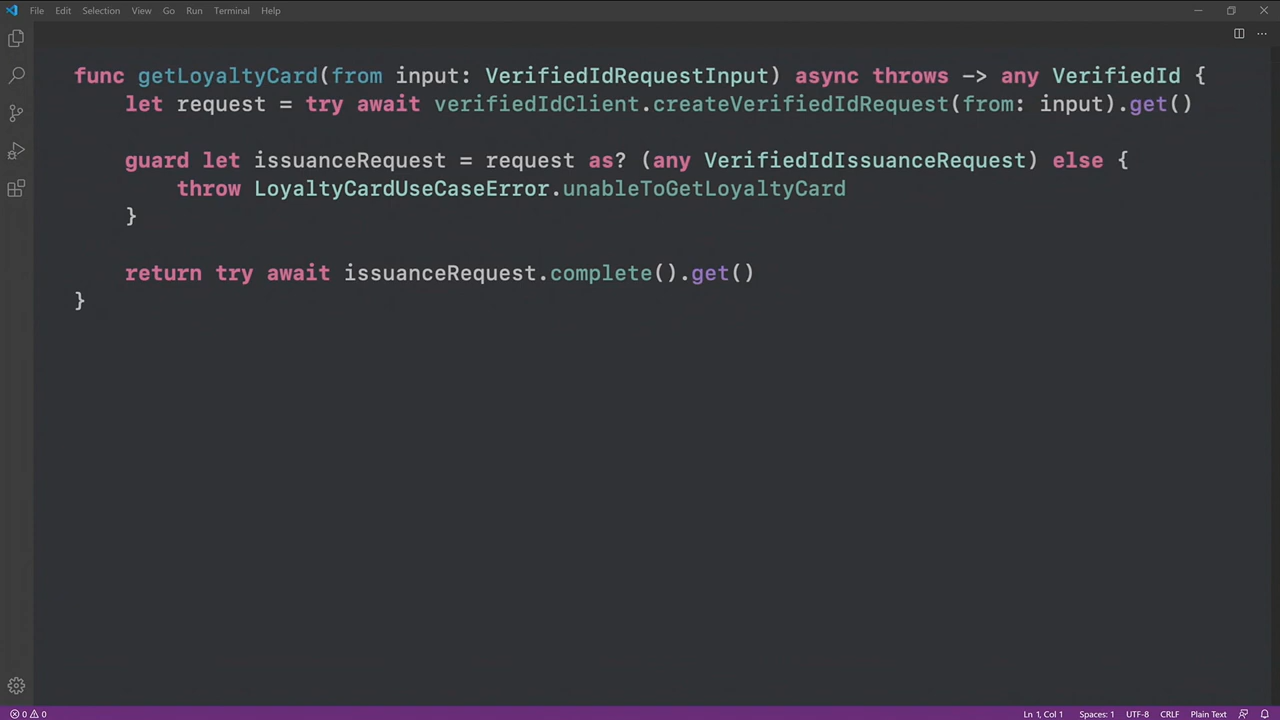 File Edit Selection View Go Run Terminal Help
func getLoyaltyCard(from input: VerifiedIdRequestInput) async throws -> any VerifiedId {
let request = try await verifiedIdClient.createVerifiedIdRequest(from: input).get()
guard let issuanceRequest = request as? (any VerifiedIdIssuanceRequest) else {
throw LoyaltyCardUseCaseError.unableToGetLoyaltyCard
}
return try await issuanceRequest.complete().get()
}
0 0 Ln 1, Col 1 Spaces: 1 UTF-8 CRLF Plain Text